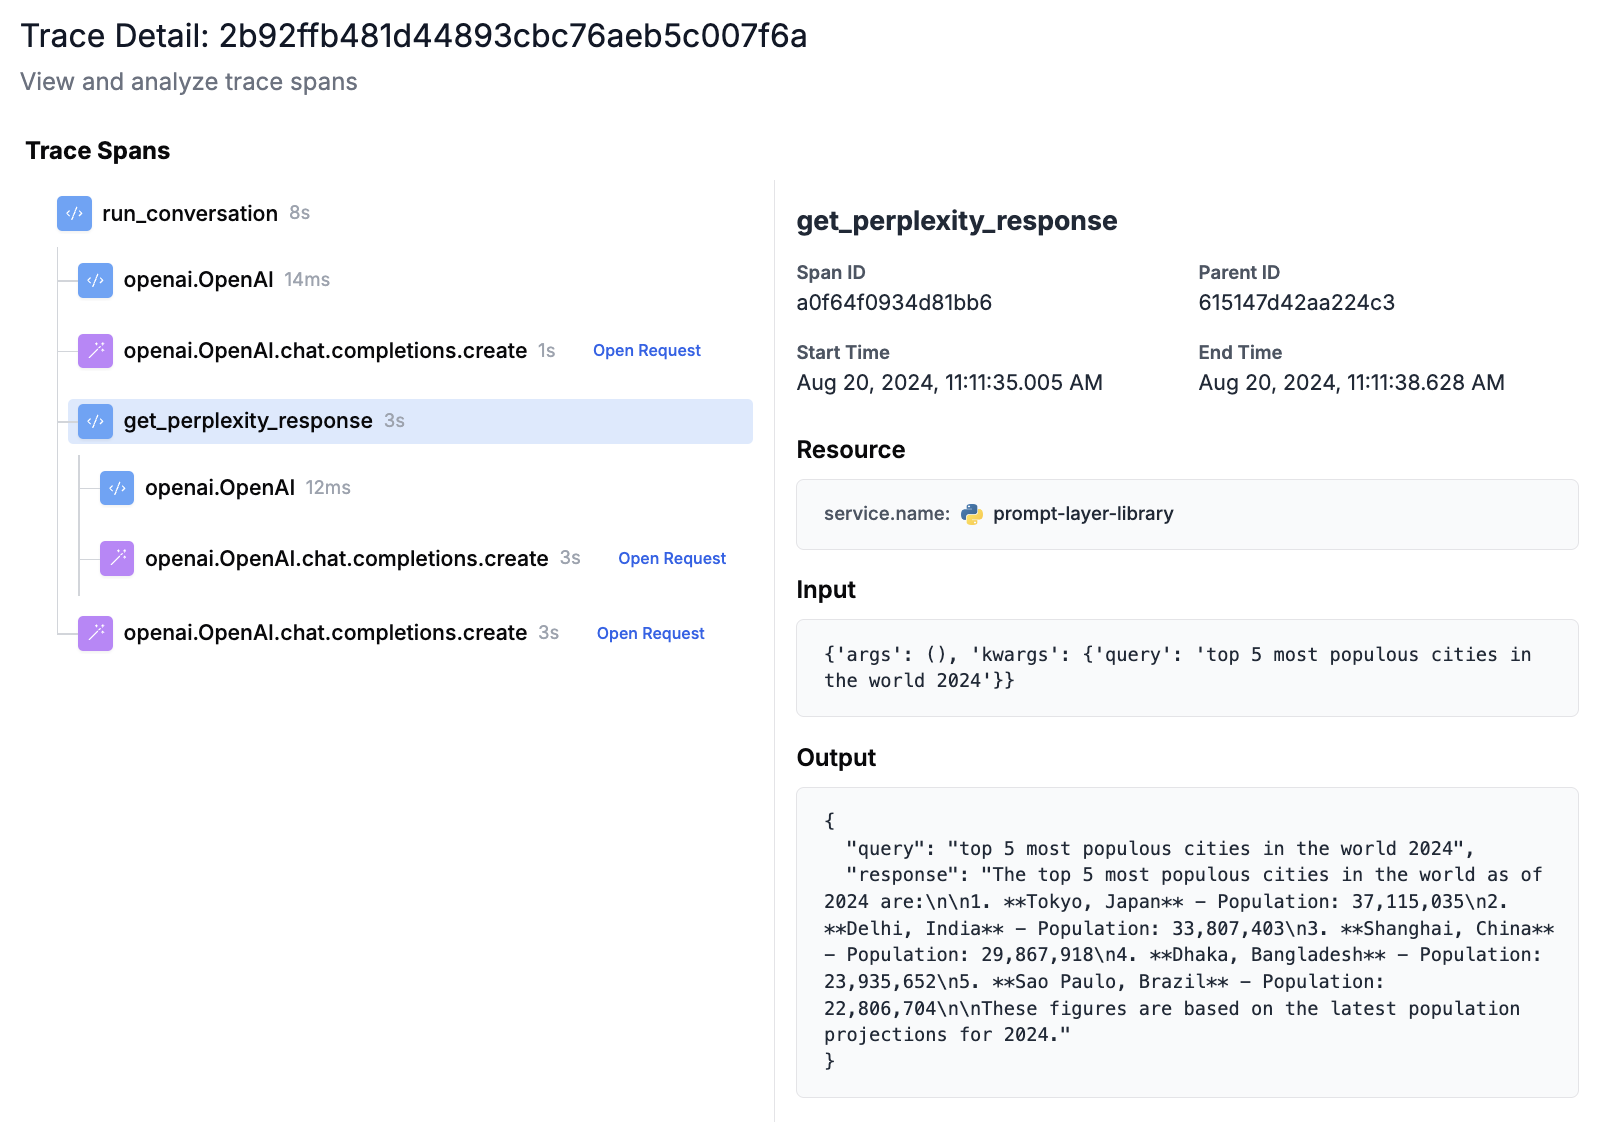 Trace Detail: 2b92ffb481d44893cbc76aeb5c007f6a
View and analyze trace spans
Trace Spans
run_conversation 8s
openai.OpenAI 14ms
openai.OpenAI.chat.completions.create 1s Open Request
get_perplexity_response 3s
openai.OpenAI 12ms
openai.OpenAI.chat.completions.create 3s Open Request
openai.OpenAI.chat.completions.create 3s Open Request
get_perplexity_response
Span ID Parent ID
a0f64f0934d81bb6 615147d42aa224c3
Start Time End Time
Aug 20, 2024, 11:11:35.005 AM Aug 20, 2024, 11:11:38.628 AM
Resource
service.name: prompt-layer-library
Input
{'args': (), 'kwargs': {'query': 'top 5 most populous cities in
the world 2024'}}
Output
{
  "query": "top 5 most populous cities in the world 2024",
  "response": "The top 5 most populous cities in the world as of
2024 are:\n\n1. **Tokyo, Japan** – Population: 37,115,035\n2.
**Delhi, India** – Population: 33,807,403\n3. **Shanghai, China**
– Population: 29,867,918\n4. **Dhaka, Bangladesh** – Population:
23,935,652\n5. **Sao Paulo, Brazil** – Population:
22,806,704\n\nThese figures are based on the latest population
projections for 2024."
}